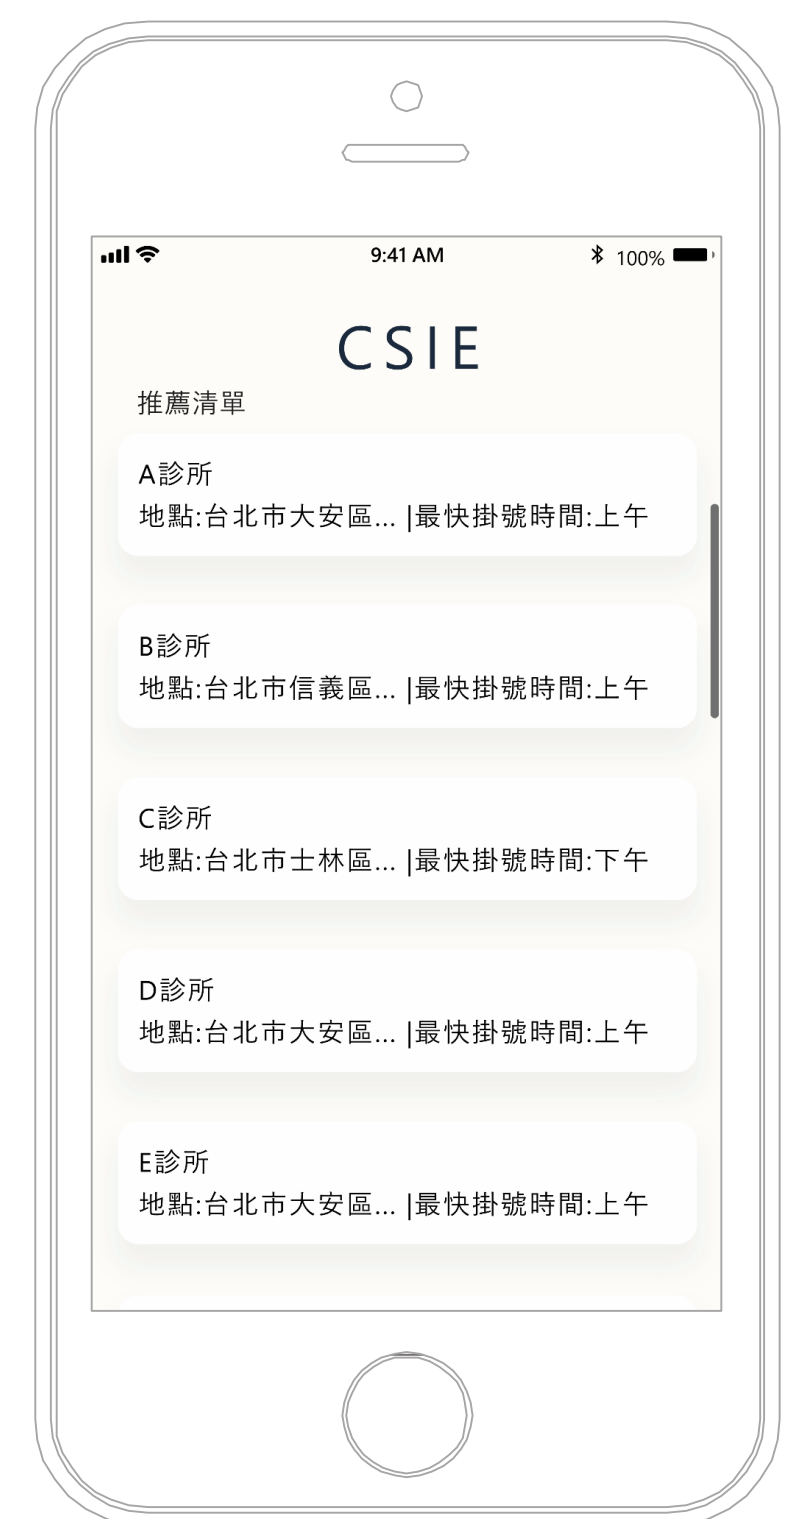 9:41 AM
100%
CSIE
推薦清單
A診所
地點:台北市大安區... |最快掛號時間:上午
B診所
地點:台北市信義區... |最快掛號時間:上午
C診所
地點:台北市士林區... |最快掛號時間:下午
D診所
地點:台北市大安區... |最快掛號時間:上午
E診所
地點:台北市大安區... |最快掛號時間:上午